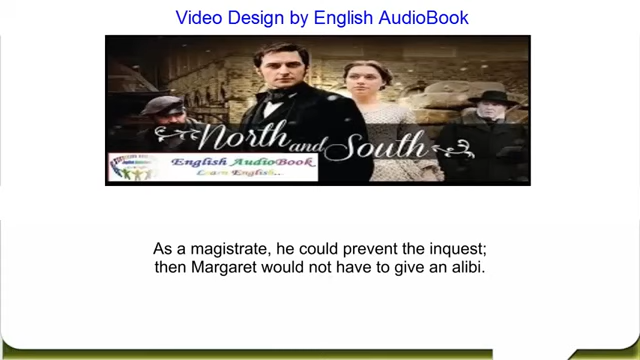 Video Design by English AudioBook
North and South
English AudioBook
Learn English...
As a magistrate, he could prevent the inquest;
then Margaret would not have to give an alibi.